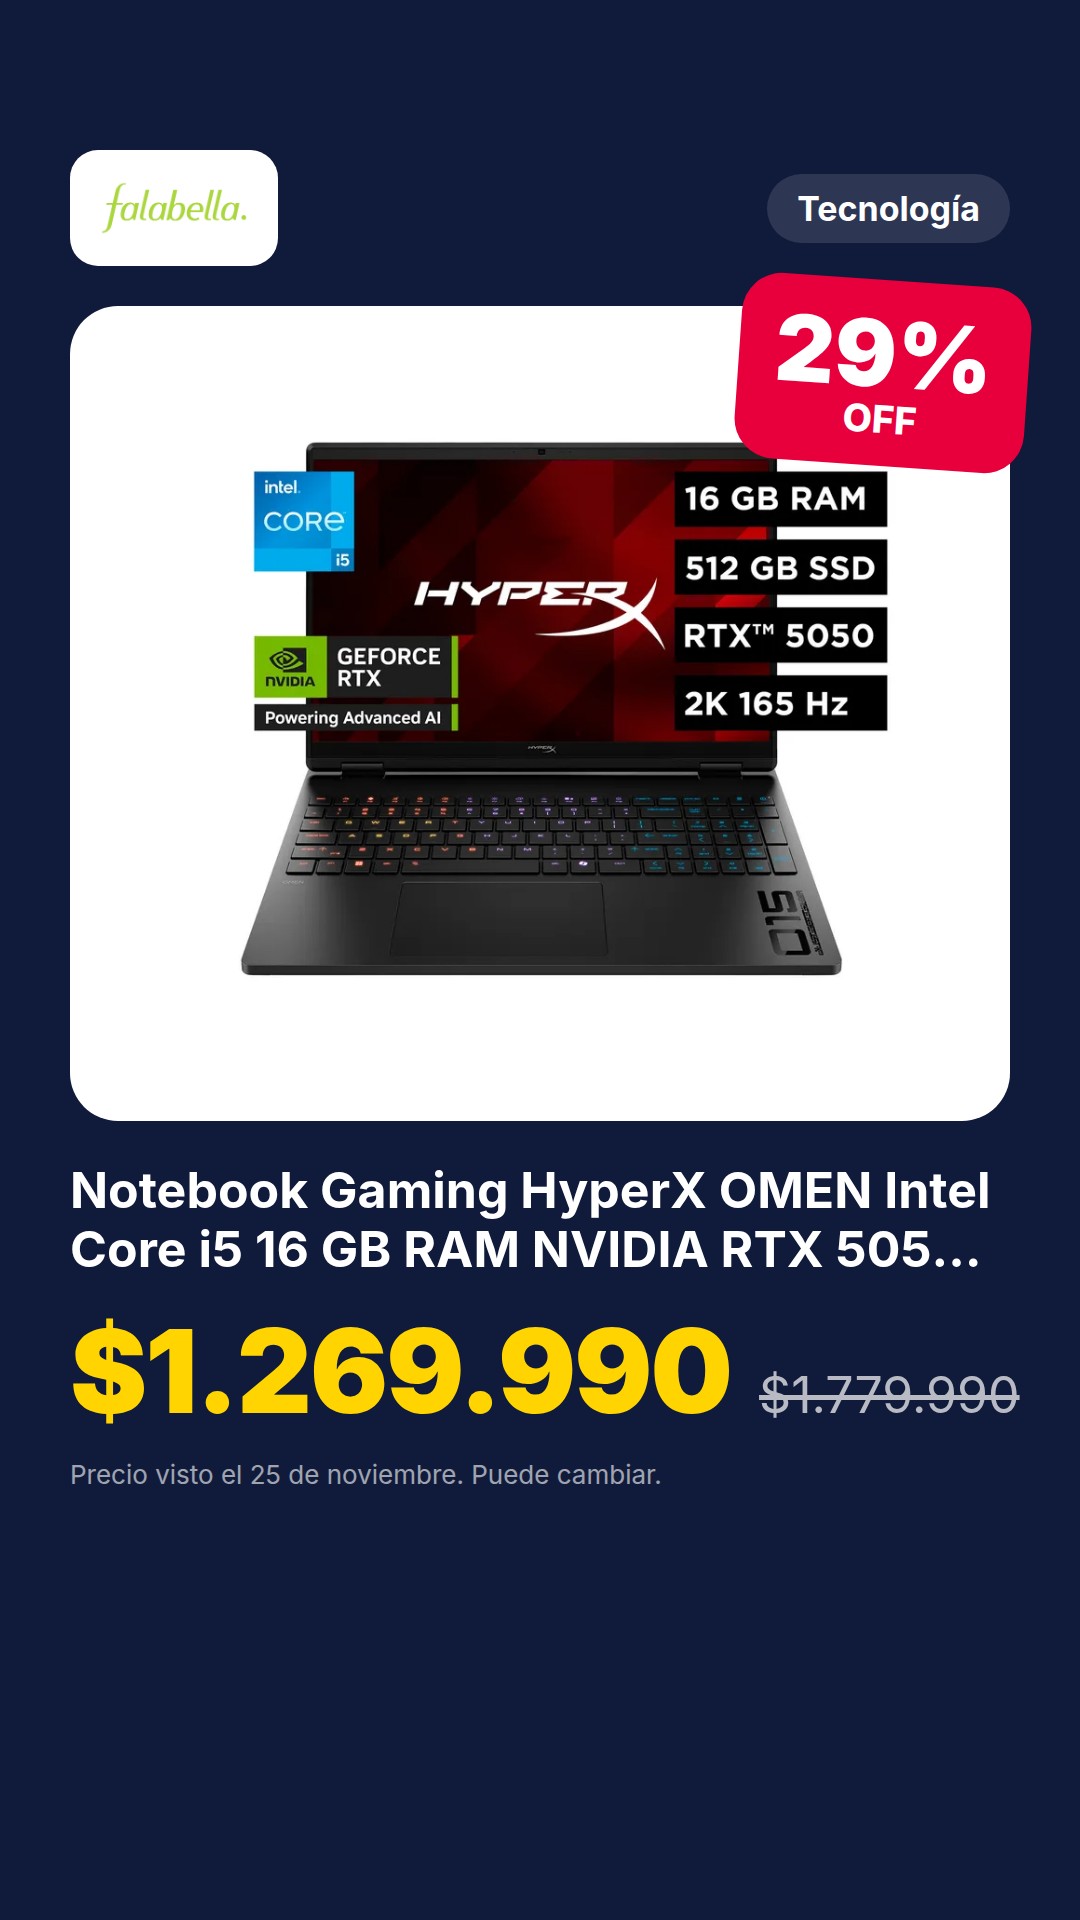 falabella.
Tecnología
29%
OFF
intel.
CORE
i5
16 GB RAM
512 GB SSD
HYPERX
RTX™ 5050
NVIDIA
GEFORCE
RTX
2K 165 Hz
Powering Advanced AI
HYPERX
Notebook Gaming HyperX OMEN Intel
Core i5 16 GB RAM NVIDIA RTX 505...
$1.269.990 $1.779.990
Precio visto el 25 de noviembre. Puede cambiar.